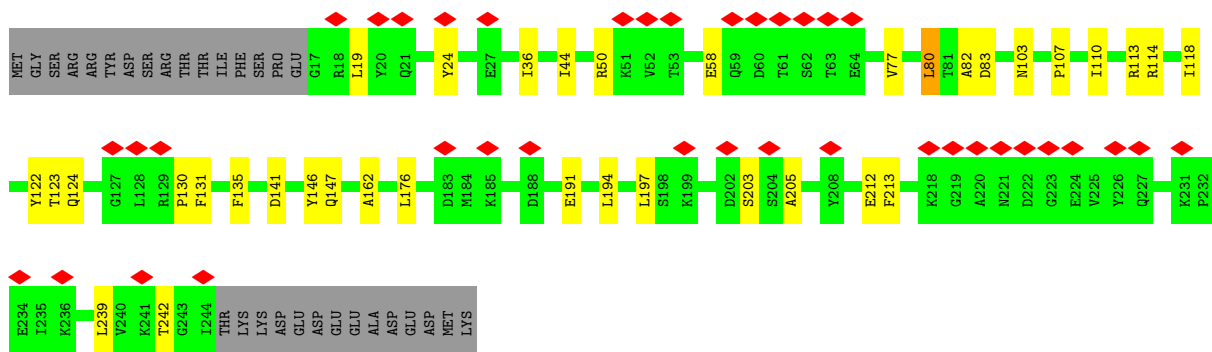 MET GLY SER ARG ARG TYR ASP SER ARG THR THR ILE PHE SER PRO GLU G17 R18 L19 Y20 Q21 Y24 E27 I36 I44 R50 K51 V52 T53 E58 Q59 D60 T61 S62 T63 E64 V77 L80 T81 A82 D83 N103 P107 I110 R113 R114 I118
Y122 T123 Q124 G127 L128 R129 P130 F131 F135 D141 Y146 Q147 A162 L176 D183 M184 K185 D188 E191 L194 L197 S198 K199 D202 S203 S204 A205 Y208 E212 F213 K218 G219 A220 N221 D222 G223 E224 V225 Y226 Q227 K231 P232
E234 I235 K236 L239 V240 K241 T242 G243 I244 THR LYS LYS ASP GLU ASP GLU GLU ALA ASP GLU ASP MET LYS